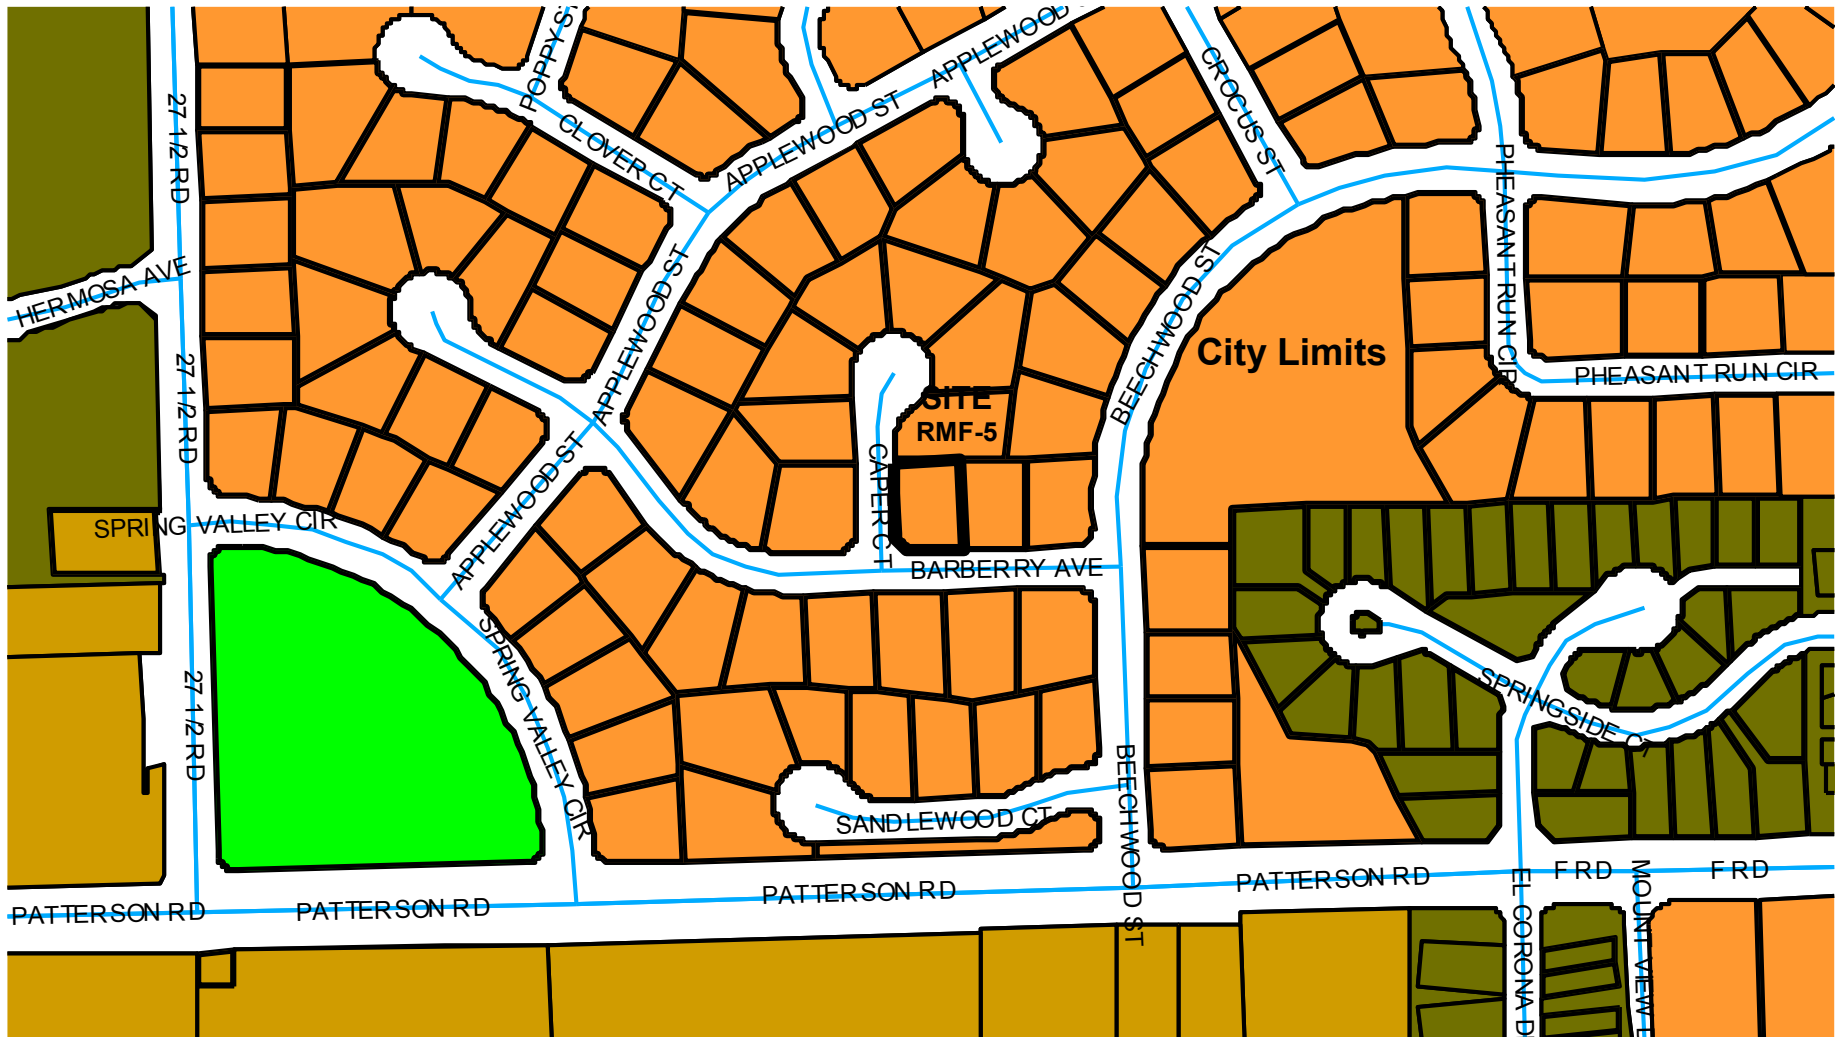 POPPY ST
APPLEWOOD
CROCUS ST
27 1/2 RD
CLOVER CT
APPLEWOOD ST
PHEASANT RUN CIR
HERMOSA AVE
APPLEWOOD ST
BEECHWOOD ST
City Limits
27 1/2 RD
PHEASANT RUN CIR
SITE
RMF-5
CAPER CT
APPLEWOOD ST
SPRING VALLEY CIR
BARBERRY AVE
SPRING VALLEY CIR
27 1/2 RD
SPRINGSIDE CT
BEECHWOOD ST
SANDLEWOOD CT
PATTERSON RD
PATTERSON RD
PATTERSON RD
PATTERSON RD
F RD
F RD
EL CORONA D
MOUNT VIEW L